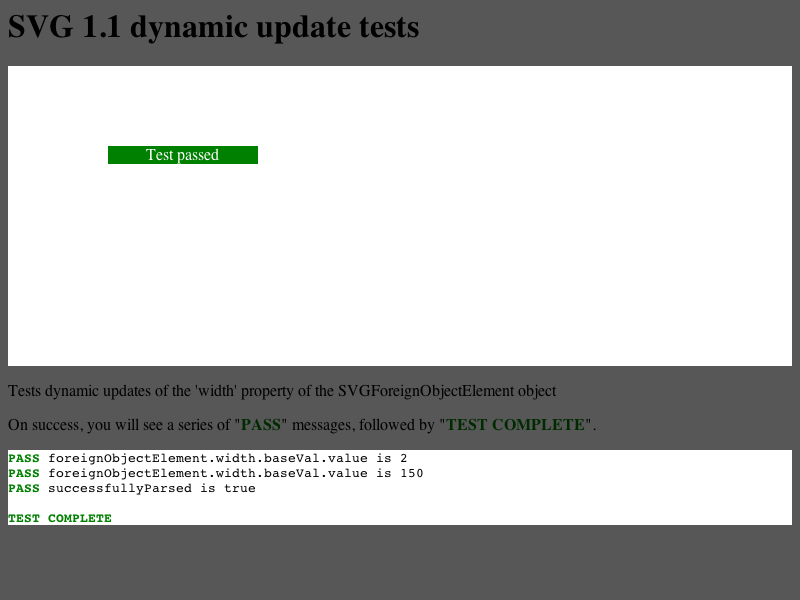 SVG 1.1 dynamic update tests
Test passed
Tests dynamic updates of the 'width' property of the SVGForeignObjectElement object
On success, you will see a series of "PASS" messages, followed by "TEST COMPLETE".
PASS foreignObjectElement.width.baseVal.value is 2
PASS foreignObjectElement.width.baseVal.value is 150
PASS successfullyParsed is true
TEST COMPLETE